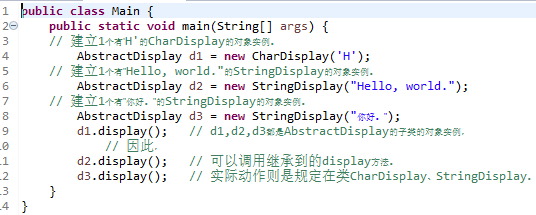 1 public class Main {
2 public static void main(String[] args) {
3 // 建立1个有'H'的CharDisplay的对象实例.
4 AbstractDisplay d1 = new CharDisplay('H');
5 // 建立1个有"Hello, world."的StringDisplay的对象实例.
6 AbstractDisplay d2 = new StringDisplay("Hello, world.");
7 // 建立1个有"你好. "的StringDisplay的对象实例.
8 AbstractDisplay d3 = new StringDisplay("你好. ");
9 d1.display(); // d1,d2,d3都是AbstractDisplay的子类的对象实例.
10 // 因此.
11 d2.display(); // 可以调用继承到的display方法.
12 d3.display(); // 实际动作则是规定在类CharDisplay、StringDisplay.
13 }
14 }